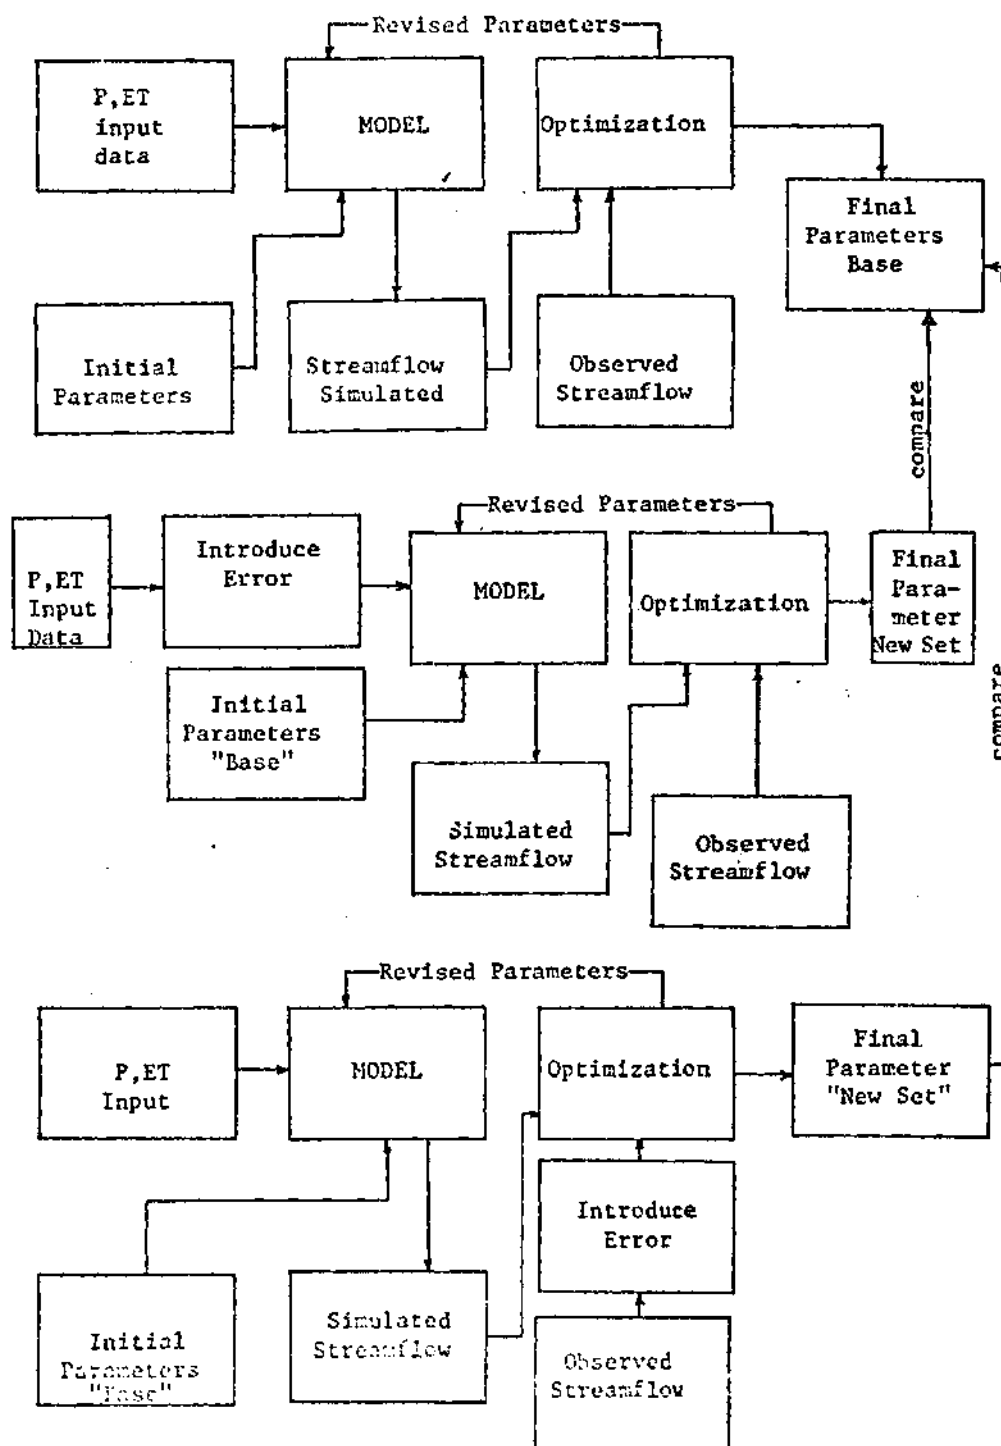 Revised Parameters
P,ET
input
data
MODEL
Optimization
Final
Parameters
Base
Initial
Parameters
Streamflow
Simulated
Observed
Streamflow
compare
Revised Parameters
P,ET
Input
Data
Introduce
Error
MODEL
Optimization
Final
Para-
meter
New Set
Initial
Parameters
"Base"
compare
Simulated
Streamflow
Observed
Streamflow
Revised Parameters
P,ET
Input
MODEL
Optimization
Final
Parameter
"New Set"
Introduce
Error
Initial
Parameters
"Base"
Simulated
Streamflow
Observed
Streamflow